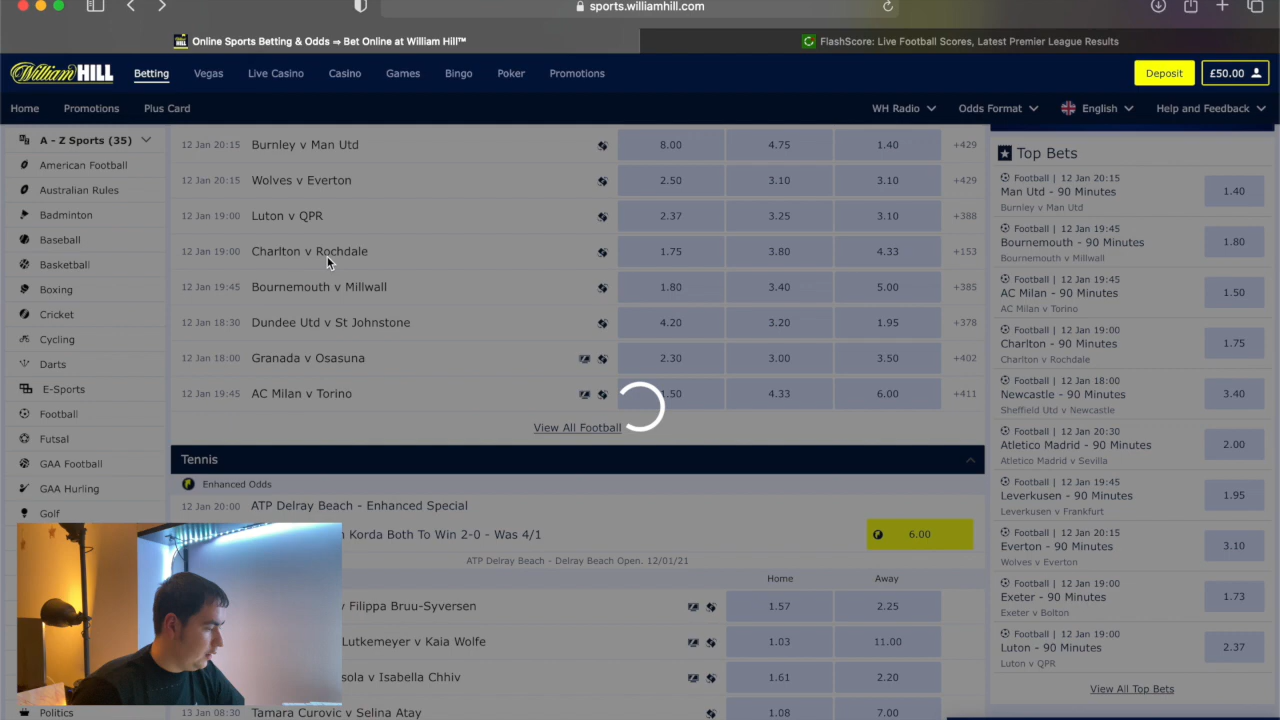 sports.williamhill.com
Online Sports Betting & Odds ⇒ Bet Online at William Hill™
FlashScore: Live Football Scores, Latest Premier League Results
William HILL
Betting
Vegas
Live Casino
Casino
Games
Bingo
Poker
Promotions
Deposit
£50.00
Home
Promotions
Plus Card
WH Radio
Odds Format
English
Help and Feedback
A - Z Sports (35)
American Football
Australian Rules
Badminton
Baseball
Basketball
Boxing
Cricket
Cycling
Darts
E-Sports
Football
Futsal
GAA Football
GAA Hurling
Golf
Politics
12 Jan 20:15 Burnley v Man Utd 8.00 4.75 1.40 +429
12 Jan 20:15 Wolves v Everton 2.50 3.10 3.10 +429
12 Jan 19:00 Luton v QPR 2.37 3.25 3.10 +388
12 Jan 19:00 Charlton v Rochdale 1.75 3.80 4.33 +153
12 Jan 19:45 Bournemouth v Millwall 1.80 3.40 5.00 +385
12 Jan 18:30 Dundee Utd v St Johnstone 4.20 3.20 1.95 +378
12 Jan 18:00 Granada v Osasuna 2.30 3.00 3.50 +402
12 Jan 19:45 AC Milan v Torino .50 4.33 6.00 +411
View All Football
Tennis
Enhanced Odds
12 Jan 20:00 ATP Delray Beach - Enhanced Special
Korda Both To Win 2-0 - Was 4/1 6.00
ATP Delray Beach - Delray Beach Open. 12/01/21
Home Away
v Filippa Bruu-Syversen 1.57 2.25
Lutkemeyer v Kaia Wolfe 1.03 11.00
v Isabella Chhiv 1.61 2.20
13 Jan 08:30 Tamara Curovic v Selina Atay 1.08 7.00
Top Bets
Football | 12 Jan 20:15
Man Utd - 90 Minutes 1.40
Burnley v Man Utd
Football | 12 Jan 19:45
Bournemouth - 90 Minutes 1.80
Bournemouth v Millwall
Football | 12 Jan 19:45
AC Milan - 90 Minutes 1.50
AC Milan v Torino
Football | 12 Jan 19:00
Charlton - 90 Minutes 1.75
Charlton v Rochdale
Football | 12 Jan 18:00
Newcastle - 90 Minutes 3.40
Sheffield Utd v Newcastle
Football | 12 Jan 20:30
Atletico Madrid - 90 Minutes 2.00
Atletico Madrid v Sevilla
Football | 12 Jan 19:45
Leverkusen - 90 Minutes 1.95
Leverkusen v Frankfurt
Football | 12 Jan 20:15
Everton - 90 Minutes 3.10
Wolves v Everton
Football | 12 Jan 19:00
Exeter - 90 Minutes 1.73
Exeter v Bolton
Football | 12 Jan 19:00
Luton - 90 Minutes 2.37
Luton v QPR
View All Top Bets